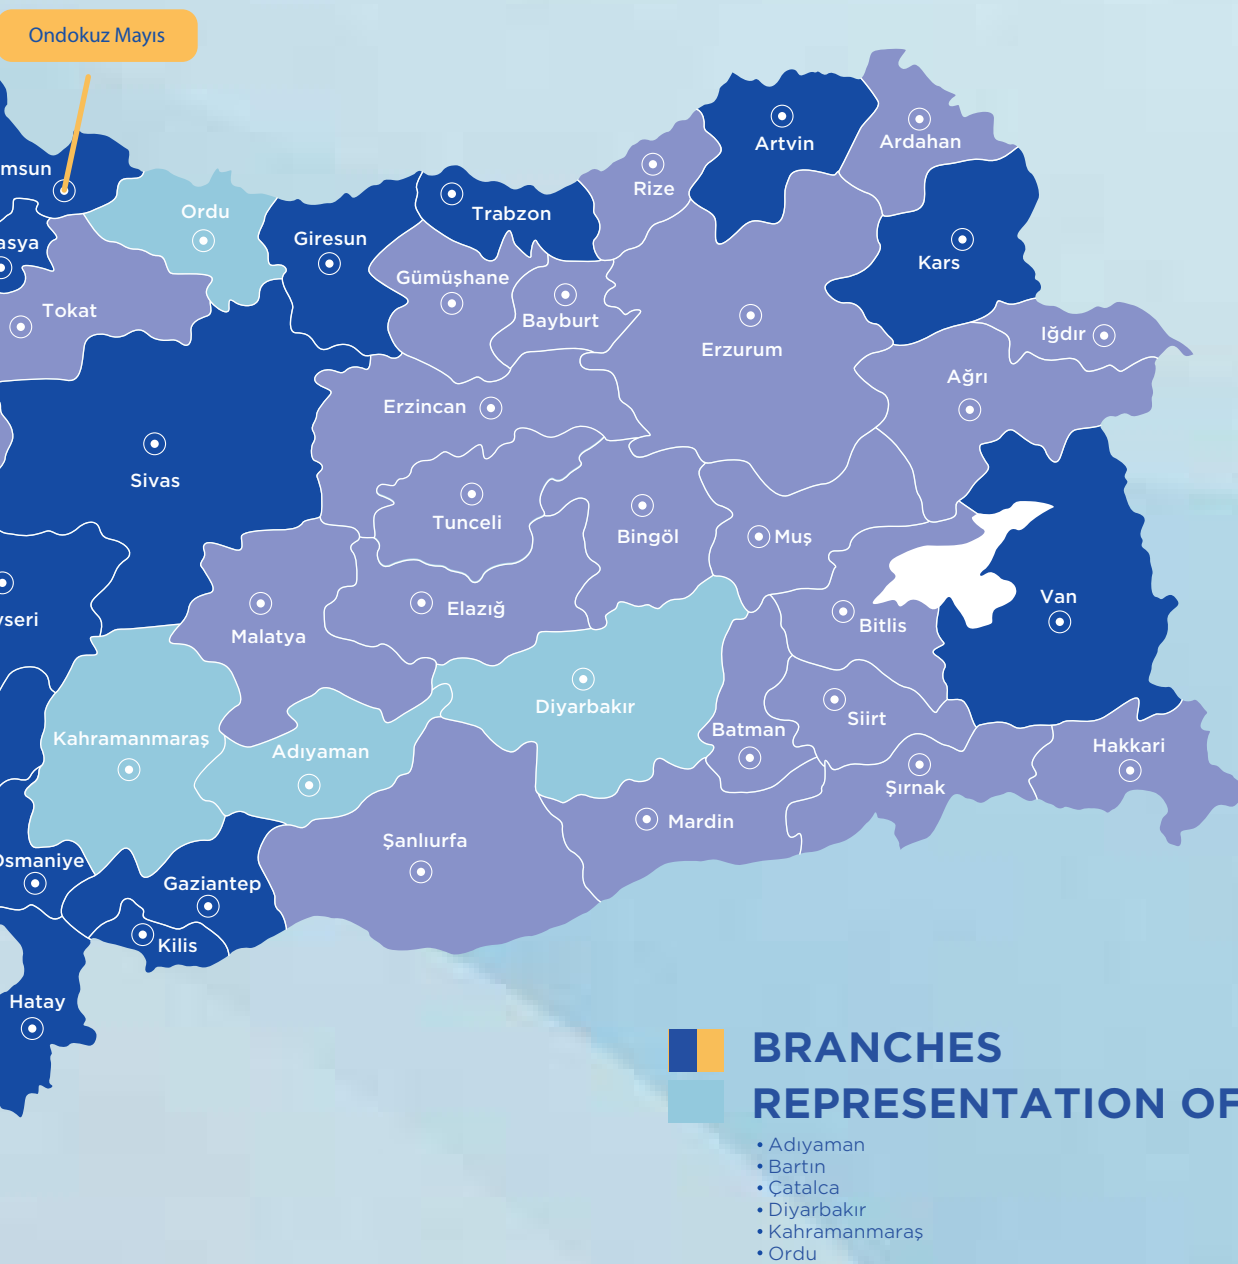 Ondokuz Mayıs
Artvin
Ardahan
msun
Rize
Ordu
Trabzon
Giresun
asya
Kars
Gümüşhane
Tokat
Bayburt
Iğdır
Erzurum
Ağrı
Erzincan
Sivas
Tunceli
Bingöl
Muş
Van
Elazığ
yseri
Bitlis
Malatya
Diyarbakır
Siirt
Batman
Kahramanmaraş
Adıyaman
Hakkari
Şırnak
Mardin
Şanlıurfa
Osmaniye
Gaziantep
Kilis
Hatay
BRANCHES
REPRESENTATION OF
• Adıyaman
• Bartın
• Çatalca
• Diyarbakır
• Kahramanmaraş
• Ordu